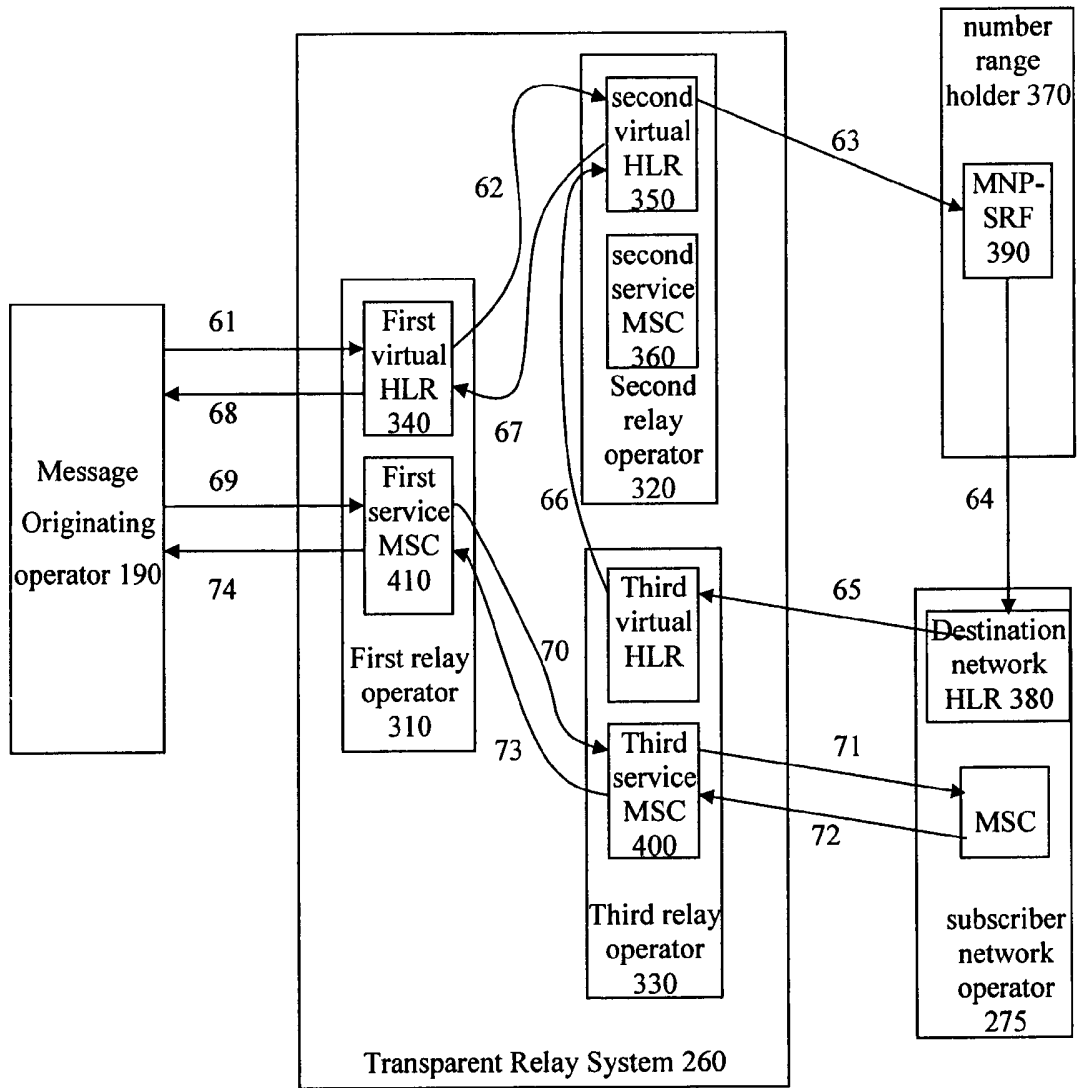 number
range
holder 370
MNP-
SRF
390
63
64
second
virtual
HLR
350
second
service
MSC
360
Second
relay
operator
320
62
67
66
61
68
69
74
Message
Originating
operator 190
First
virtual
HLR
340
First
service
MSC
410
First relay
operator
310
70
73
Third
virtual
HLR
Third
service
MSC
400
Third relay
operator
330
65
71
72
Destination
network
HLR 380
MSC
subscriber
network
operator
275
Transparent Relay System 260